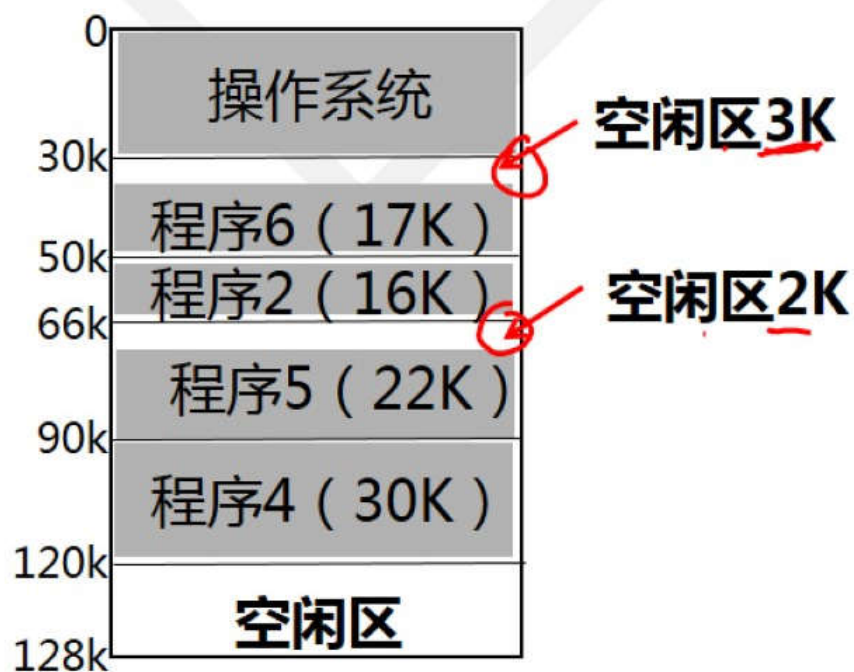 0
操作系统
空闲区3K
30k
程序6（17K）
50k
程序2（16K）
空闲区2K
66k
程序5（22K）
90k
程序4（30K）
120k
空闲区
128k